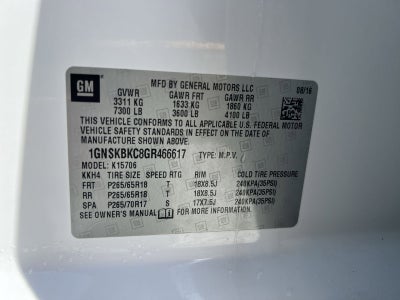 GM
MFD BY GENERAL MOTORS LLC
08/16
GVWR GAWR FRT GAWR RR
3311 KG 1633 KG 1860 KG
7300 LB 3600 LB 4100 LB
THIS VEHICLE CONFORMS TO ALL APPLICABLE U.S. FEDERAL MOTOR
VEHICLE SAFETY STANDARDS IN EFFECT ON THE DATE OF
MANUFACTURE SHOWN ABOVE.
1GNSKBKC8GR466617 TYPE: M.P.V.
MODEL: K15706
KKH4 TIRE SIZE SPEED RTG RIM COLD TIRE PRESSURE
FRT P265/65R18 T 18X8.5J 240KPA(35PSI)
RR P265/65R18 T 18X8.5J 240KPA(35PSI)
SPA P265/70R17 S 17X7.5J 240KPA(35PSI)
SEE OWNER'S MANUAL FOR MORE INFORMATION.